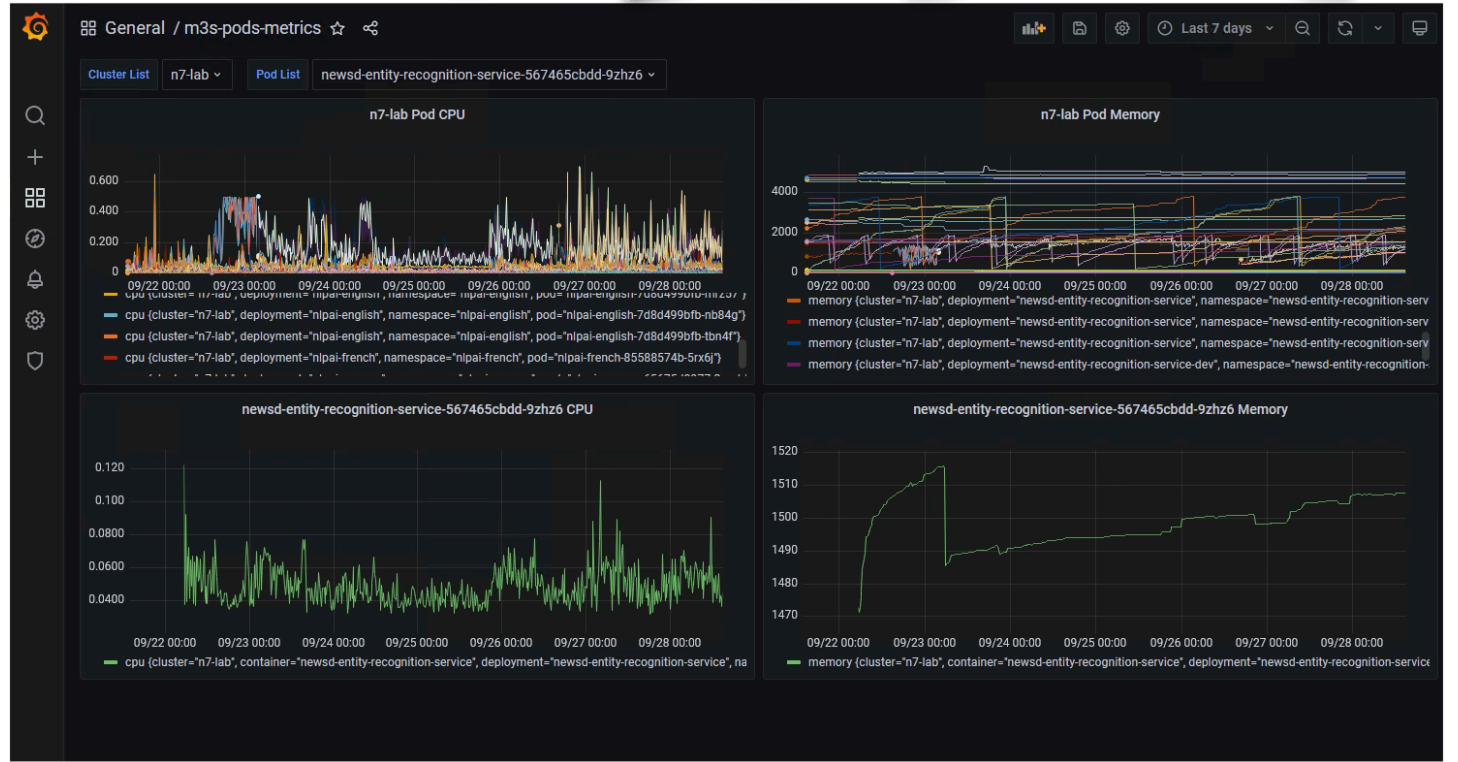 General / m3s-pods-metrics
Last 7 days
Cluster List n7-lab Pod List newsd-entity-recognition-service-567465cbdd-9zhz6
n7-lab Pod CPU
0.600
0.400
0.200
0
09/22 00:00 09/23 00:00 09/24 00:00 09/25 00:00 09/26 00:00 09/27 00:00 09/28 00:00
cpu {cluster="n7-lab", deployment="nlpai-english", namespace="nlpai-english", pod="nlpai-english-7d8d499bfb-
cpu {cluster="n7-lab", deployment="nlpai-english", namespace="nlpai-english", pod="nlpai-english-7d8d499bfb-nb84g"}
cpu {cluster="n7-lab", deployment="nlpai-english", namespace="nlpai-english", pod="nlpai-english-7d8d499bfb-tbn4f"}
cpu {cluster="n7-lab", deployment="nlpai-french", namespace="nlpai-french", pod="nlpai-french-85588574b-5rx6j"}
n7-lab Pod Memory
4000
2000
0
09/22 00:00 09/23 00:00 09/24 00:00 09/25 00:00 09/26 00:00 09/27 00:00 09/28 00:00
memory {cluster="n7-lab", deployment="newsd-entity-recognition-service", namespace="newsd-entity-recognition-serv
memory {cluster="n7-lab", deployment="newsd-entity-recognition-service", namespace="newsd-entity-recognition-serv
memory {cluster="n7-lab", deployment="newsd-entity-recognition-service", namespace="newsd-entity-recognition-serv
memory {cluster="n7-lab", deployment="newsd-entity-recognition-service-dev", namespace="newsd-entity-recognition-
newsd-entity-recognition-service-567465cbdd-9zhz6 CPU
0.120
0.100
0.0800
0.0600
0.0400
09/22 00:00 09/23 00:00 09/24 00:00 09/25 00:00 09/26 00:00 09/27 00:00 09/28 00:00
cpu {cluster="n7-lab", container="newsd-entity-recognition-service", deployment="newsd-entity-recognition-service", na
newsd-entity-recognition-service-567465cbdd-9zhz6 Memory
1520
1510
1500
1490
1480
1470
09/22 00:00 09/23 00:00 09/24 00:00 09/25 00:00 09/26 00:00 09/27 00:00 09/28 00:00
memory {cluster="n7-lab", container="newsd-entity-recognition-service", deployment="newsd-entity-recognition-service